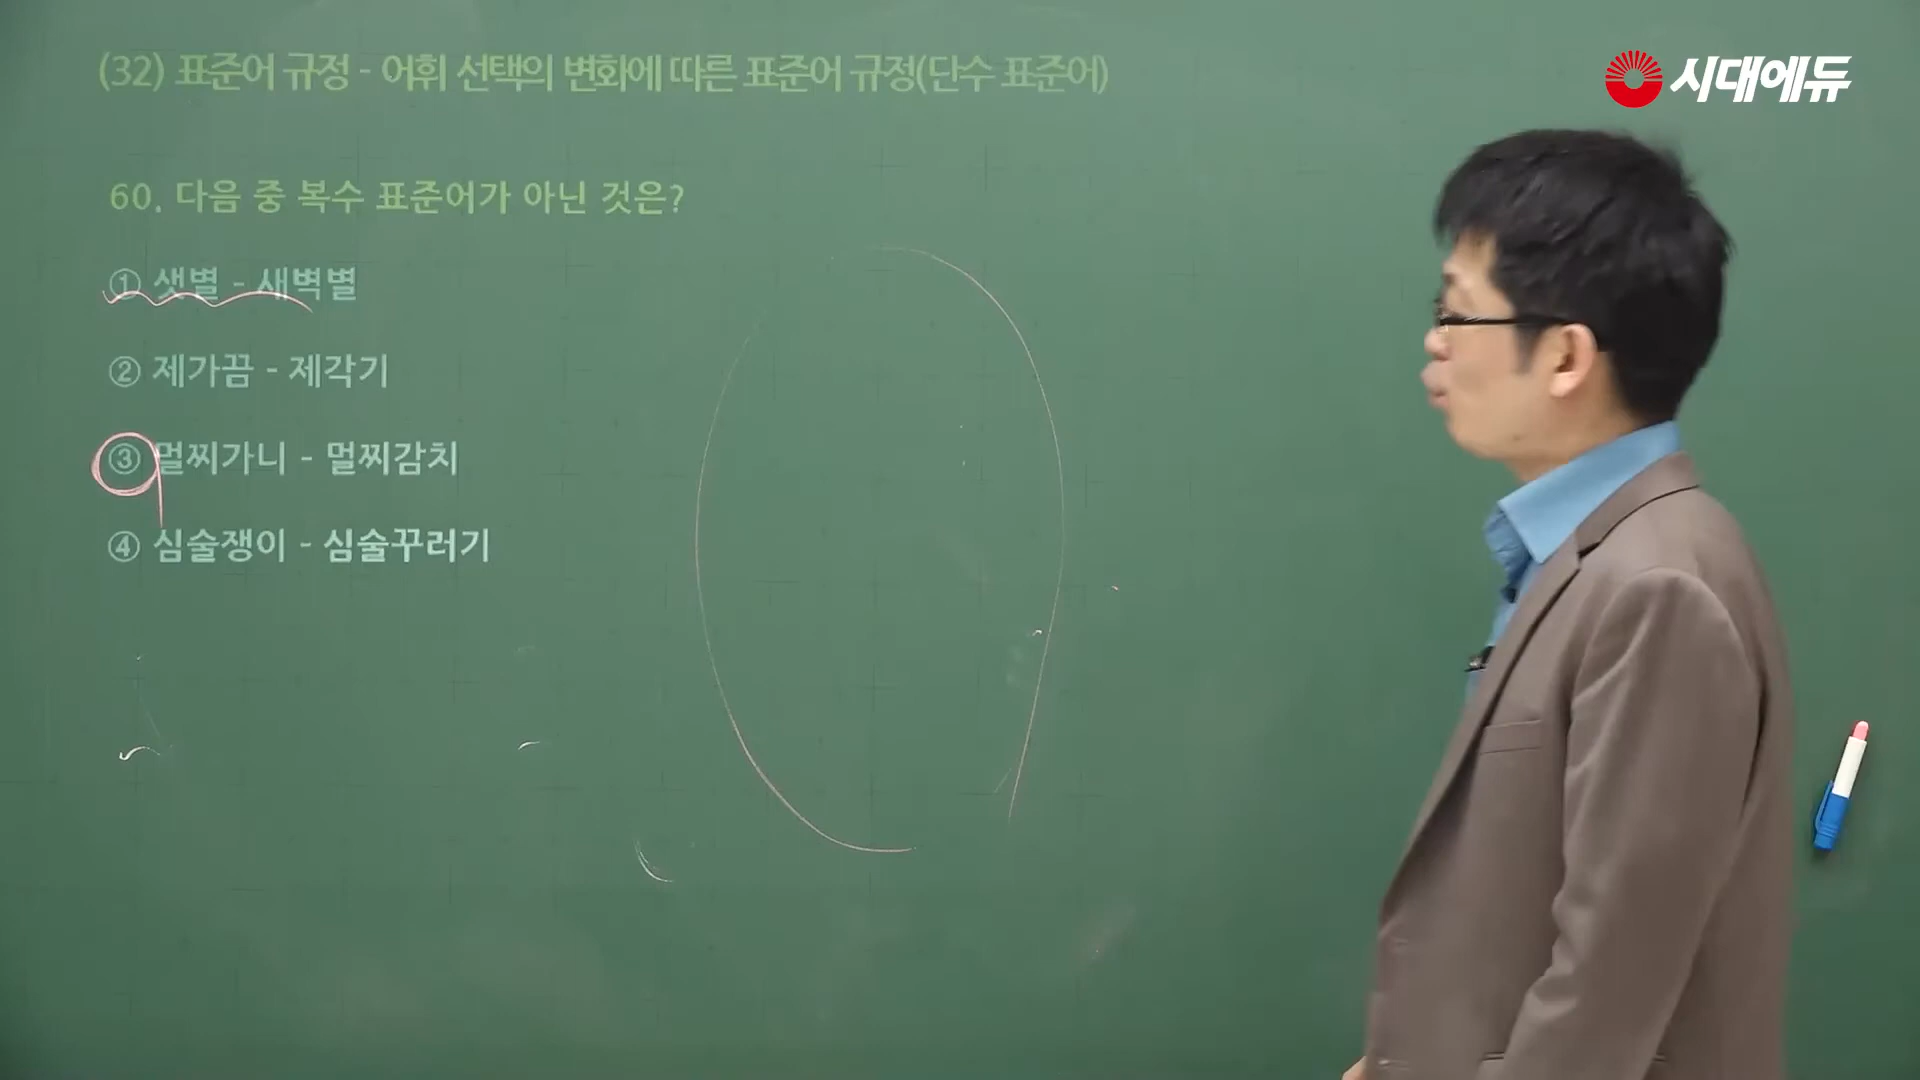 (32) 표준어 규정 - 어휘 선택의 변화에 따른 표준어 규정(단수 표준어)
시대에듀
60. 다음 중 복수 표준어가 아닌 것은?
① 샛별 - 새벽별
② 제가끔 - 제각기
③ 멀찌가니 - 멀찌감치
④ 심술쟁이 - 심술꾸러기